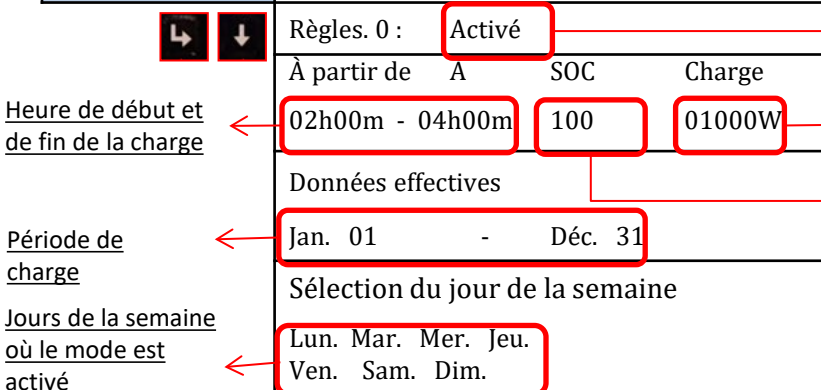 Règles. 0 : Activé
À partir de A SOC Charge
Heure de début et
de fin de la charge
02h00m - 04h00m 100 01000W
Données effectives
Période de
charge
Jan. 01 - Déc. 31
Sélection du jour de la semaine
Jours de la semaine
où le mode est
activé
Lun. Mar. Mer. Jeu.
Ven. Sam. Dim.